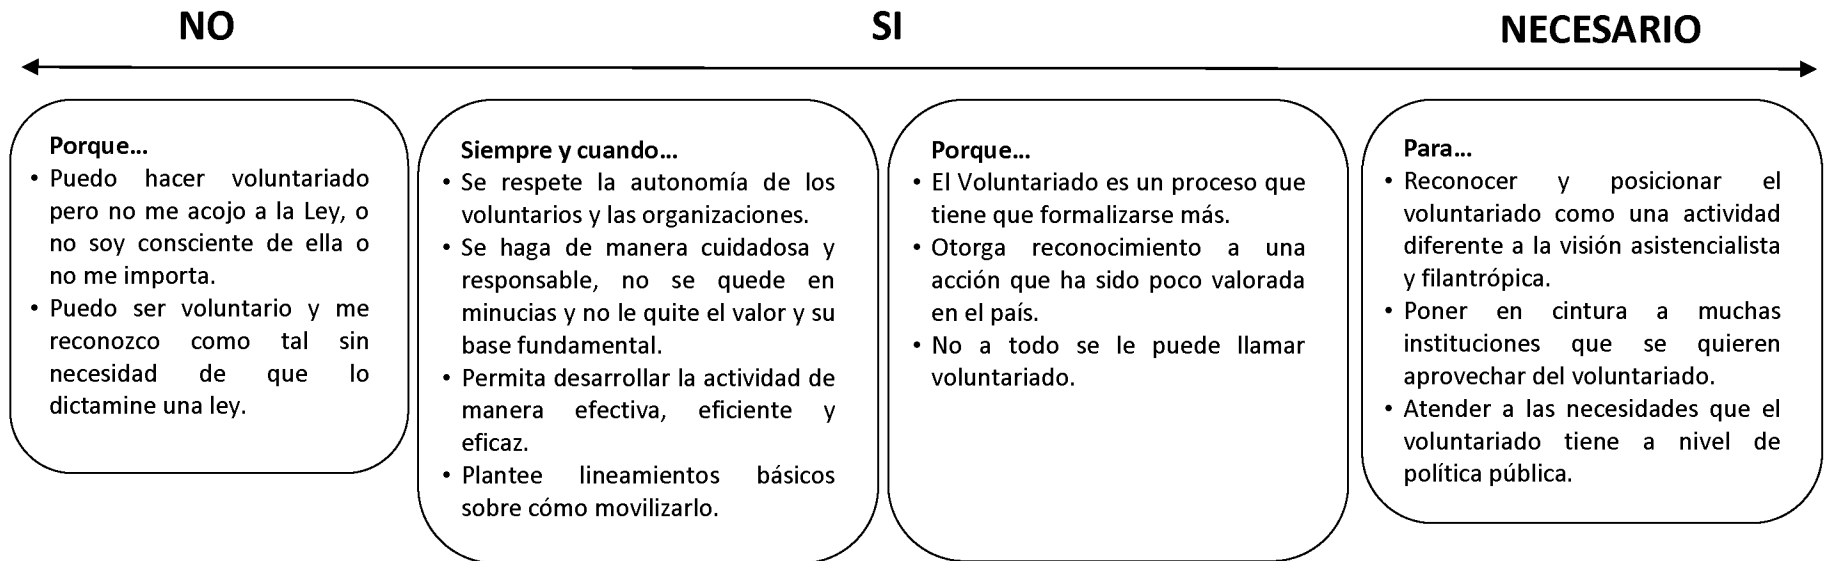 NO
SI
NECESARIO
Porque...
• Puedo hacer voluntariado
pero no me acojo a la Ley, o
no soy consciente de ella o
no me importa.
• Puedo ser voluntario y me
reconozco como tal sin
necesidad de que lo
dictamine una ley.
Siempre y cuando...
• Se respete la autonomía de los
voluntarios y las organizaciones.
• Se haga de manera cuidadosa y
responsable, no se quede en
minucias y no le quite el valor y su
base fundamental.
• Permita desarrollar la actividad de
manera efectiva, eficiente y
eficaz.
• Plantee lineamientos básicos
sobre cómo movilizarlo.
Porque...
• El Voluntariado es un proceso que
tiene que formalizarse más.
• Otorga reconocimiento a una
acción que ha sido poco valorada
en el país.
• No a todo se le puede llamar
voluntariado.
Para...
• Reconocer y posicionar el
voluntariado como una actividad
diferente a la visión asistencialista
y filantrópica.
• Poner en cintura a muchas
instituciones que se quieren
aprovechar del voluntariado.
• Atender a las necesidades que el
voluntariado tiene a nivel de
política pública.